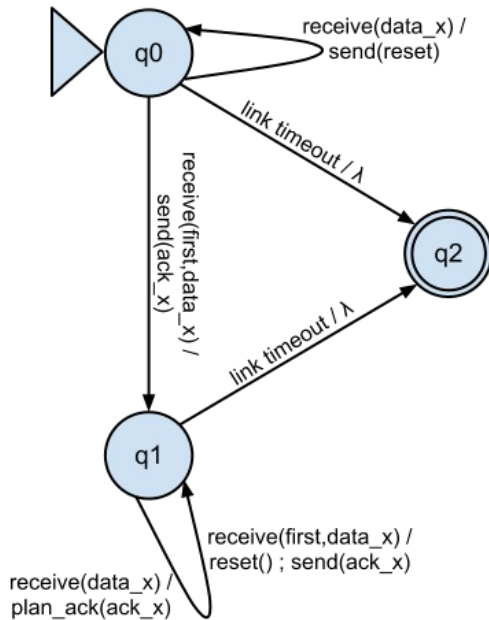 q0
receive(data_x) /
send(reset)
link timeout / λ
receive(first,data_x) /
send(ack_x)
q2
link timeout / λ
q1
receive(first,data_x) /
reset() ; send(ack_x)
receive(data_x) /
plan_ack(ack_x)